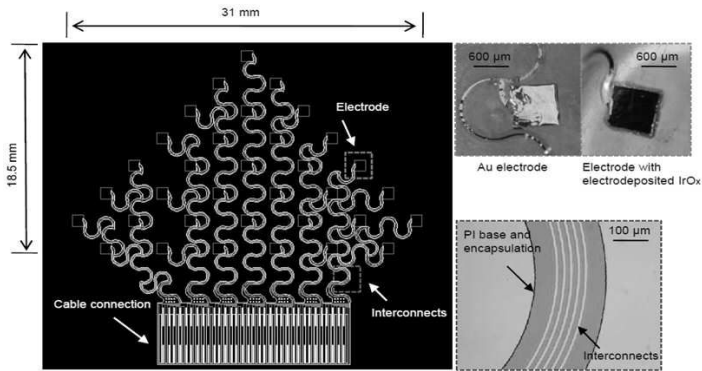 31 mm
18.5 mm
Electrode
Cable connection
Interconnects
600 µm
600 µm
Au electrode
Electrode with
electrodeposited IrOx
PI base and
encapsulation
100 µm
Interconnects